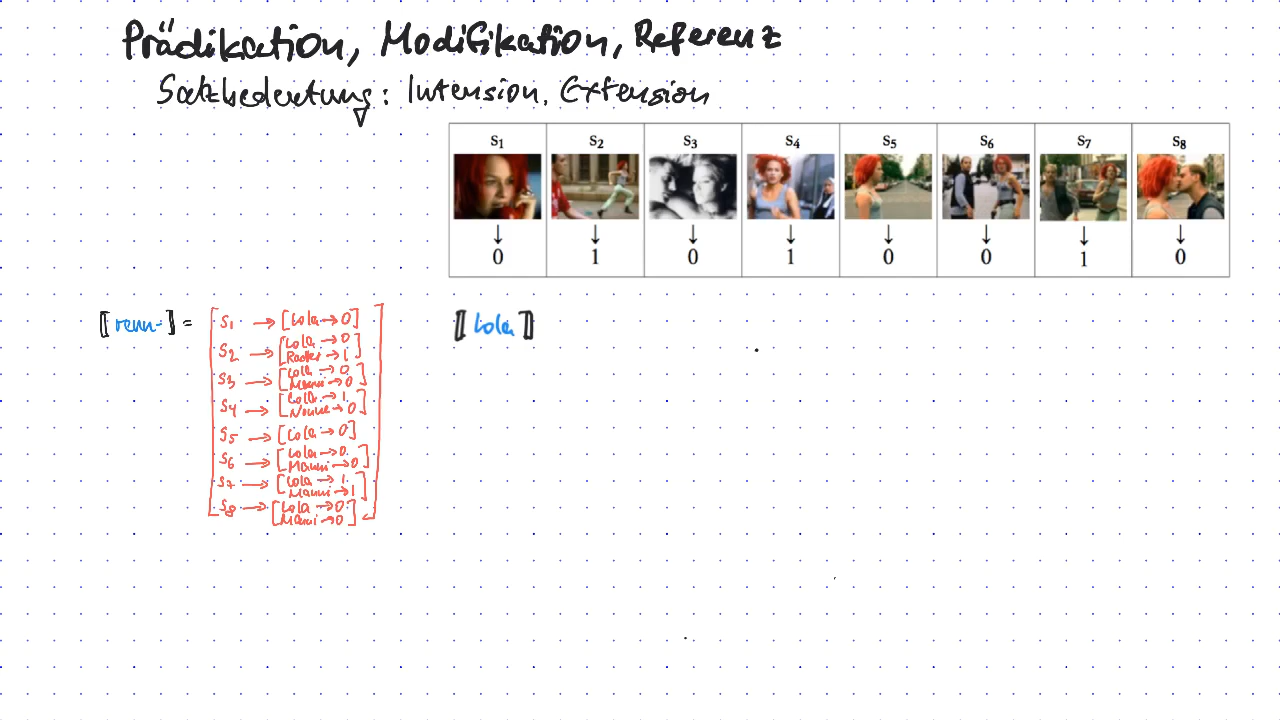 Prädikation, Modifikation, Referenz
Satzbedeutung: Intension, Extension
S1 S2 S3 S4 S5 S6 S7 S8
↓ ↓ ↓ ↓ ↓ ↓ ↓ ↓
0 1 0 1 0 0 1 0
⟦renn-⟧ =
S1 → [Lola → 0]
S2 → [Lola → 0
Radler → 1]
S3 → [Lola → 0
Manni → 0]
S4 → [Lola → 1
Nonne → 0]
S5 → [Lola → 0]
S6 → [Lola → 0
Manni → 0]
S7 → [Lola → 1
Manni → 1]
S8 → [Lola → 0
Manni → 0]
⟦Lola⟧